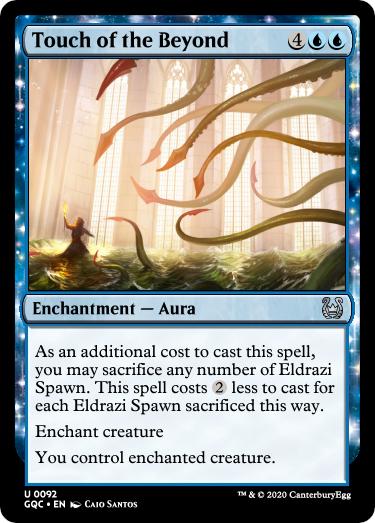 Touch of the Beyond 4
Enchantment — Aura
As an additional cost to cast this spell,
you may sacrifice any number of Eldrazi
Spawn. This spell costs 2 less to cast for
each Eldrazi Spawn sacrificed this way.
Enchant creature
You control enchanted creature.
U 0092
GQC • EN Caio Santos
™ & © 2020 CanterburyEgg